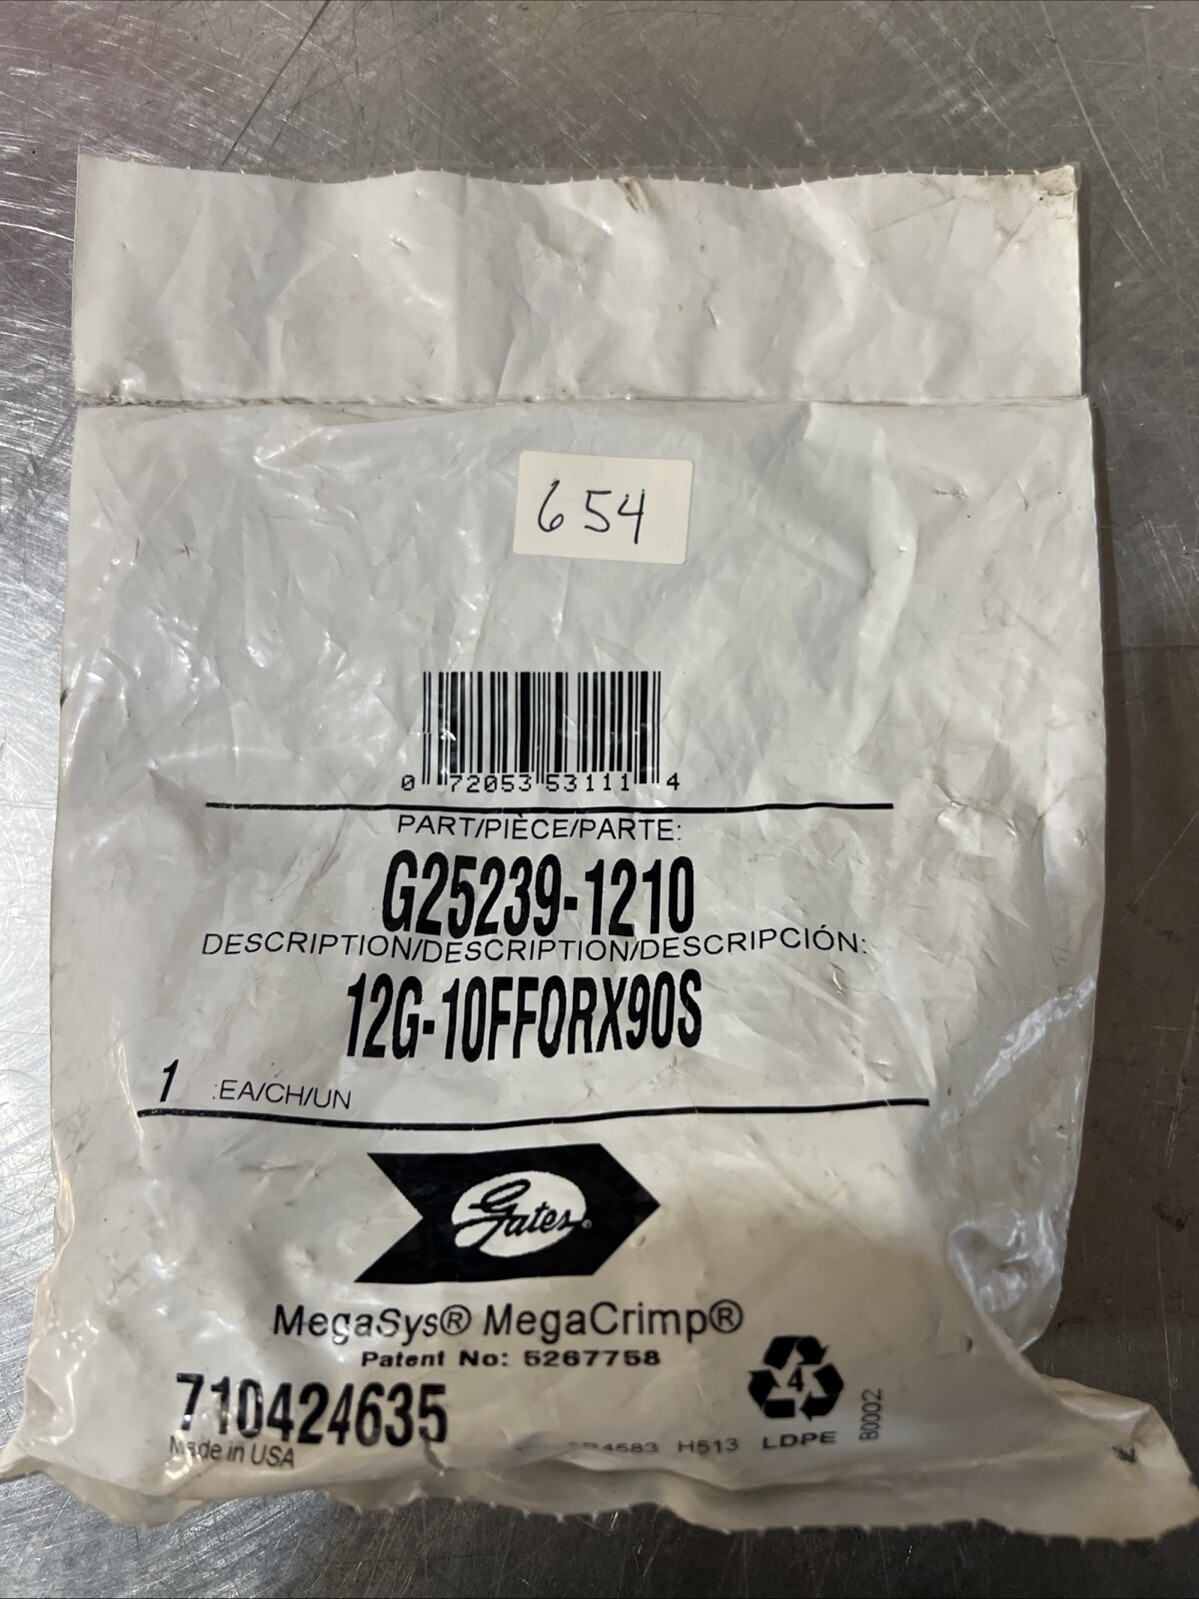 654
0 72053 53111 4
PART/PIÈCE/PARTE:
G25239-1210
DESCRIPTION/DESCRIPTION/DESCRIPCIÓN:
12G-10FFORX90S
1 :EA/CH/UN
Gates®
MegaSys® MegaCrimp®
Patent No: 5267758
710424635
Made in USA
H513
4
LDPE
B0002